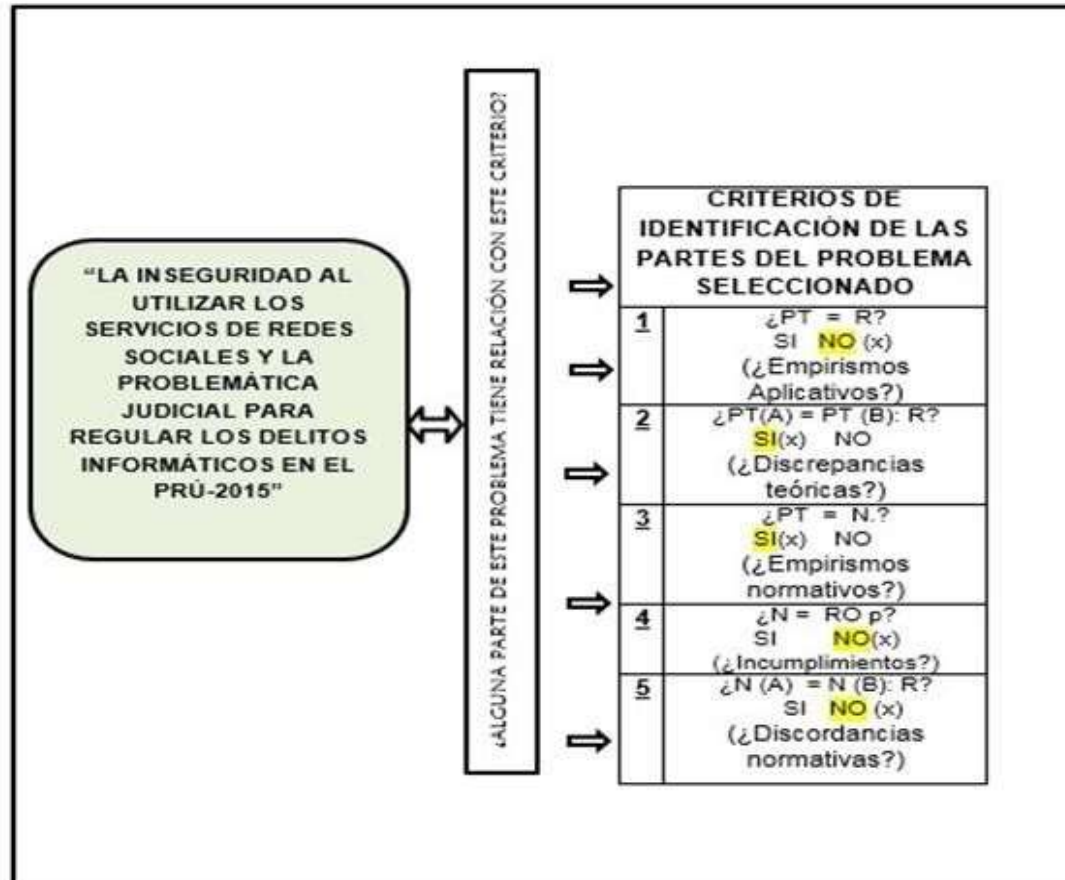 “LA INSEGURIDAD AL
UTILIZAR LOS
SERVICIOS DE REDES
SOCIALES Y LA
PROBLEMÁTICA
JUDICIAL PARA
REGULAR LOS DELITOS
INFORMÁTICOS EN EL
PRÚ-2015”
¿ALGUNA PARTE DE ESTE PROBLEMA TIENE RELACIÓN CON ESTE CRITERIO?
CRITERIOS DE
IDENTIFICACIÓN DE LAS
PARTES DEL PROBLEMA
SELECCIONADO
1 ¿PT = R?
SI NO (x)
(¿Empirismos
Aplicativos?)
2 ¿PT(A) = PT (B): R?
SI(x) NO
(¿Discrepancias
teóricas?)
3 ¿PT = N.?
SI(x) NO
(¿Empirismos
normativos?)
4 ¿N = RO p?
SI NO(x)
(¿Incumplimientos?)
5 ¿N (A) = N (B): R?
SI NO (x)
(¿Discordancias
normativas?)